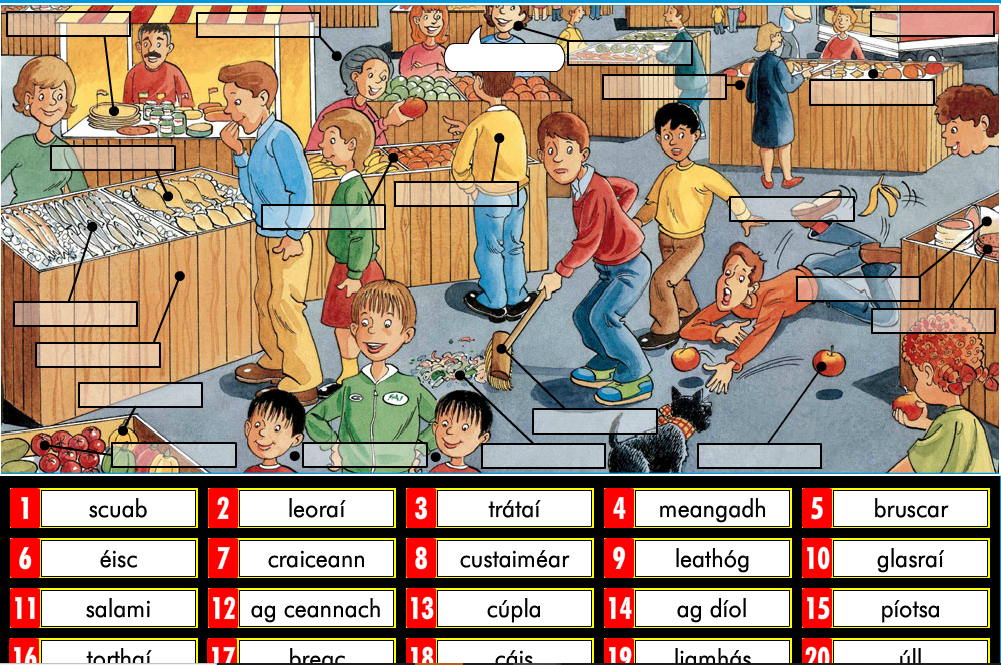 FAI
1 scuab
2 leoraí
3 trátaí
4 meangadh
5 bruscar
6 éisc
7 craiceann
8 custaiméar
9 leathóg
10 glasraí
11 salami
12 ag ceannach
13 cúpla
14 ag díol
15 píotsa
16 torthaí
17 breac
18 cáis
19 liamhás
20 úll